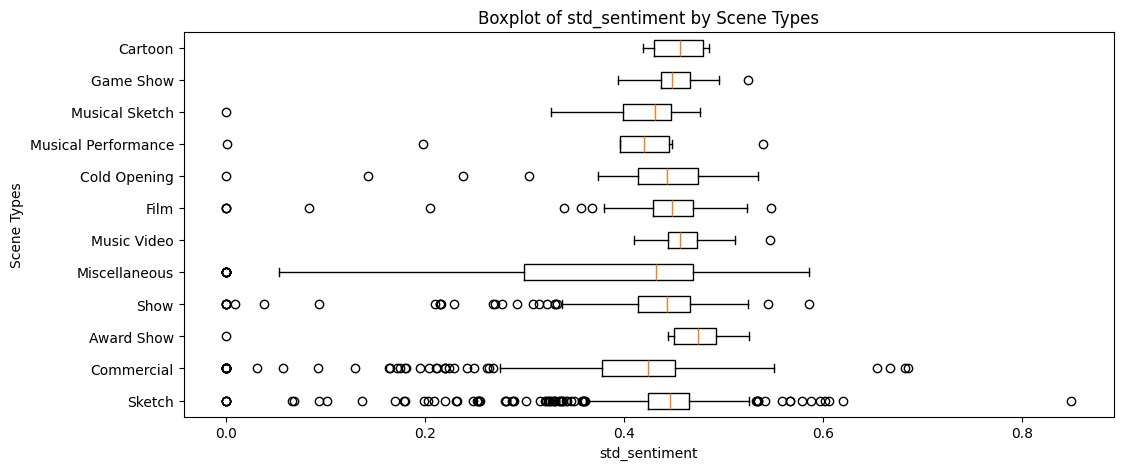 Boxplot of std_sentiment by Scene Types
Scene Types
Cartoon
Game Show
Musical Sketch
Musical Performance
Cold Opening
Film
Music Video
Miscellaneous
Show
Award Show
Commercial
Sketch
0.0 0.2 0.4 0.6 0.8
std_sentiment